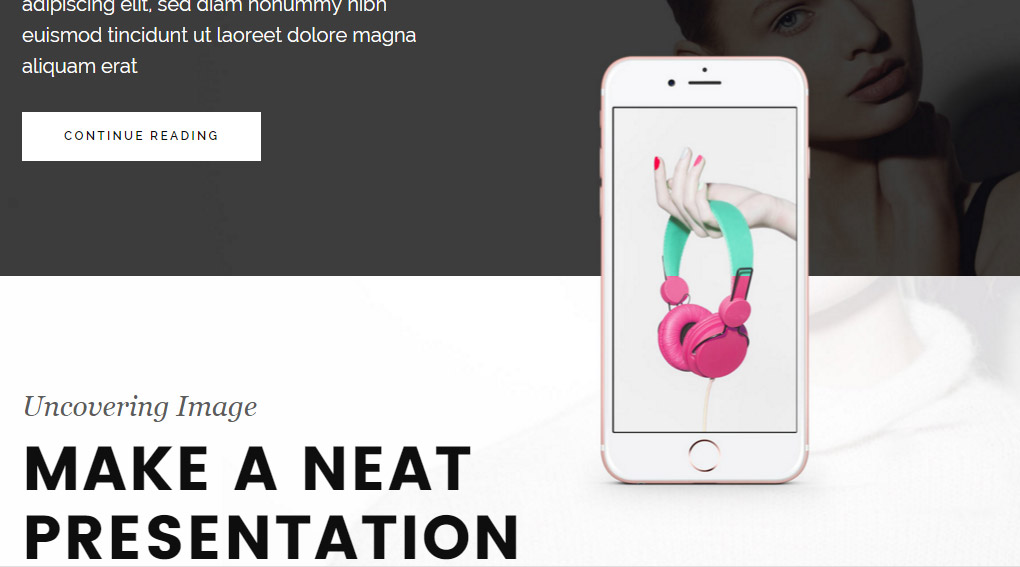 adipiscing elit, sed diam nonummy nibh
euismod tincidunt ut laoreet dolore magna
aliquam erat
CONTINUE READING
Uncovering Image
MAKE A NEAT
PRESENTATION